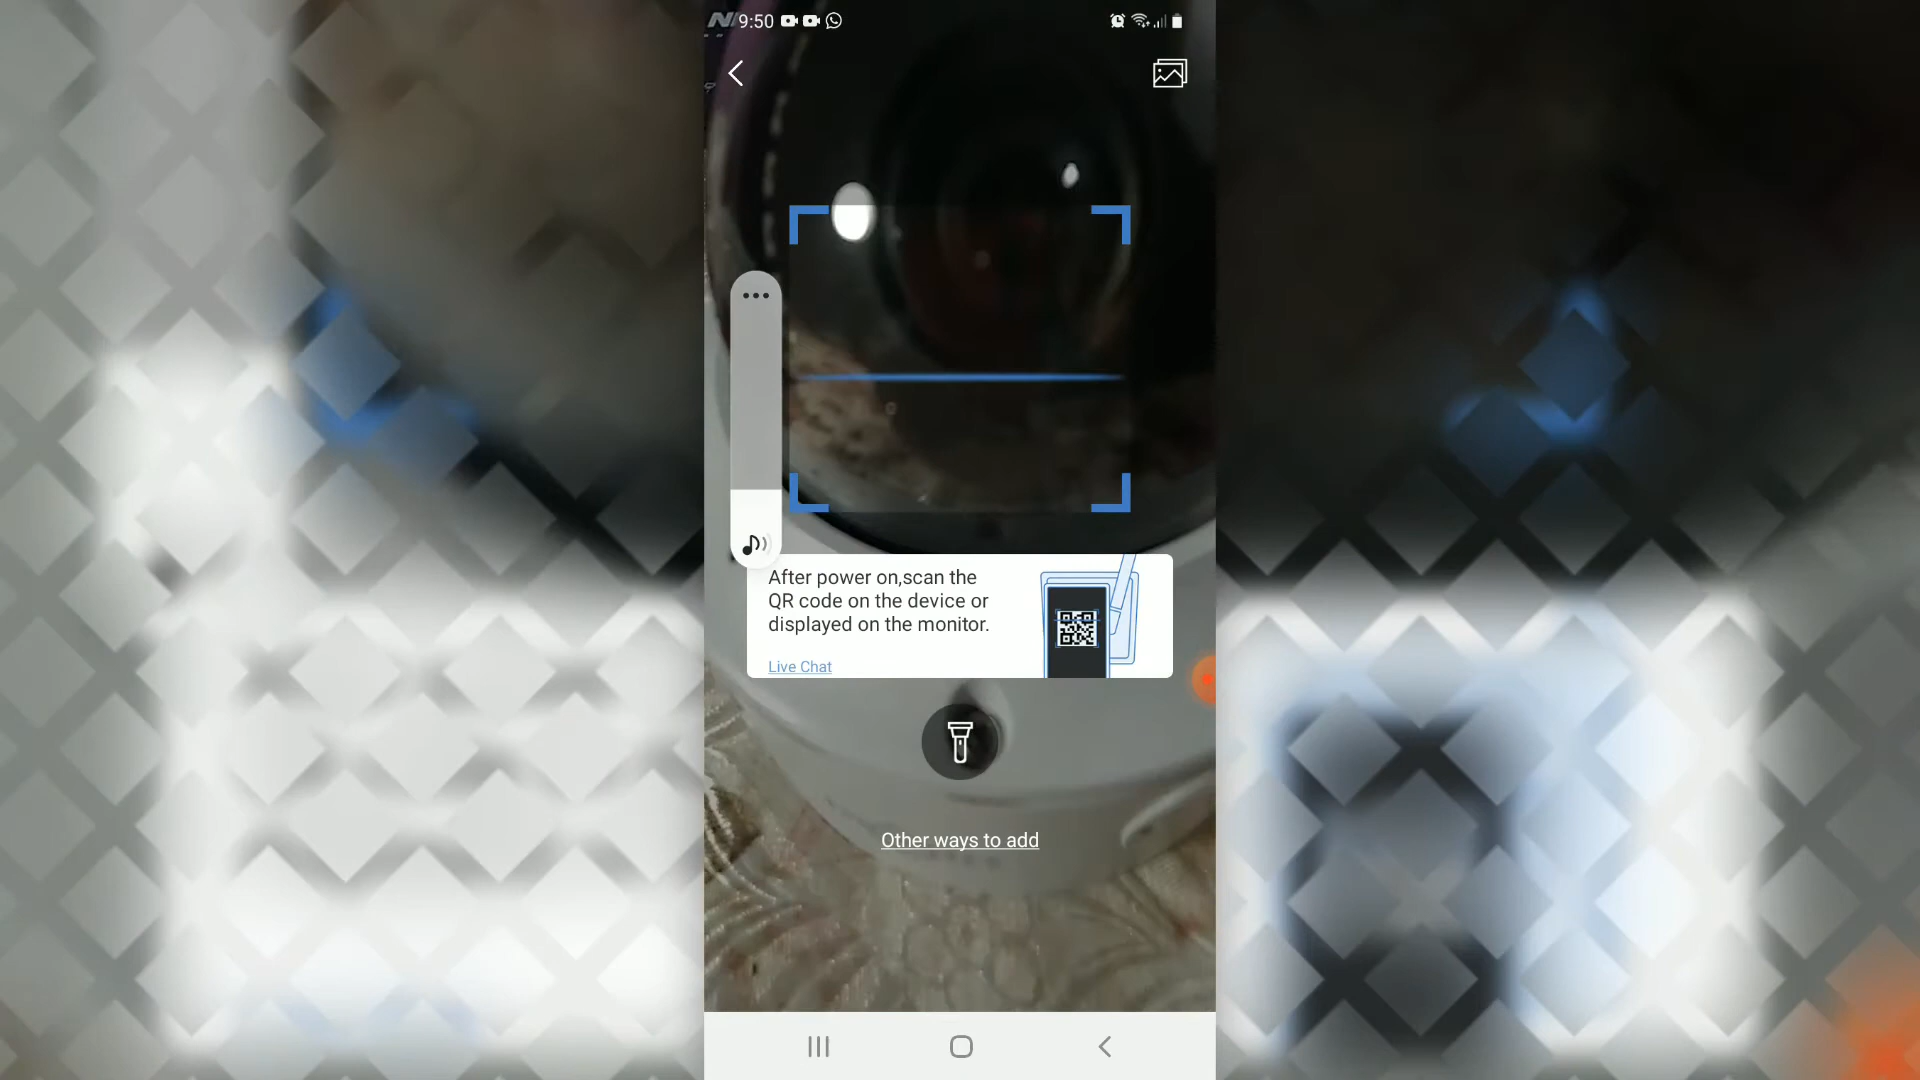 9:50
After power on,scan the
QR code on the device or
displayed on the monitor.
Live Chat
Other ways to add